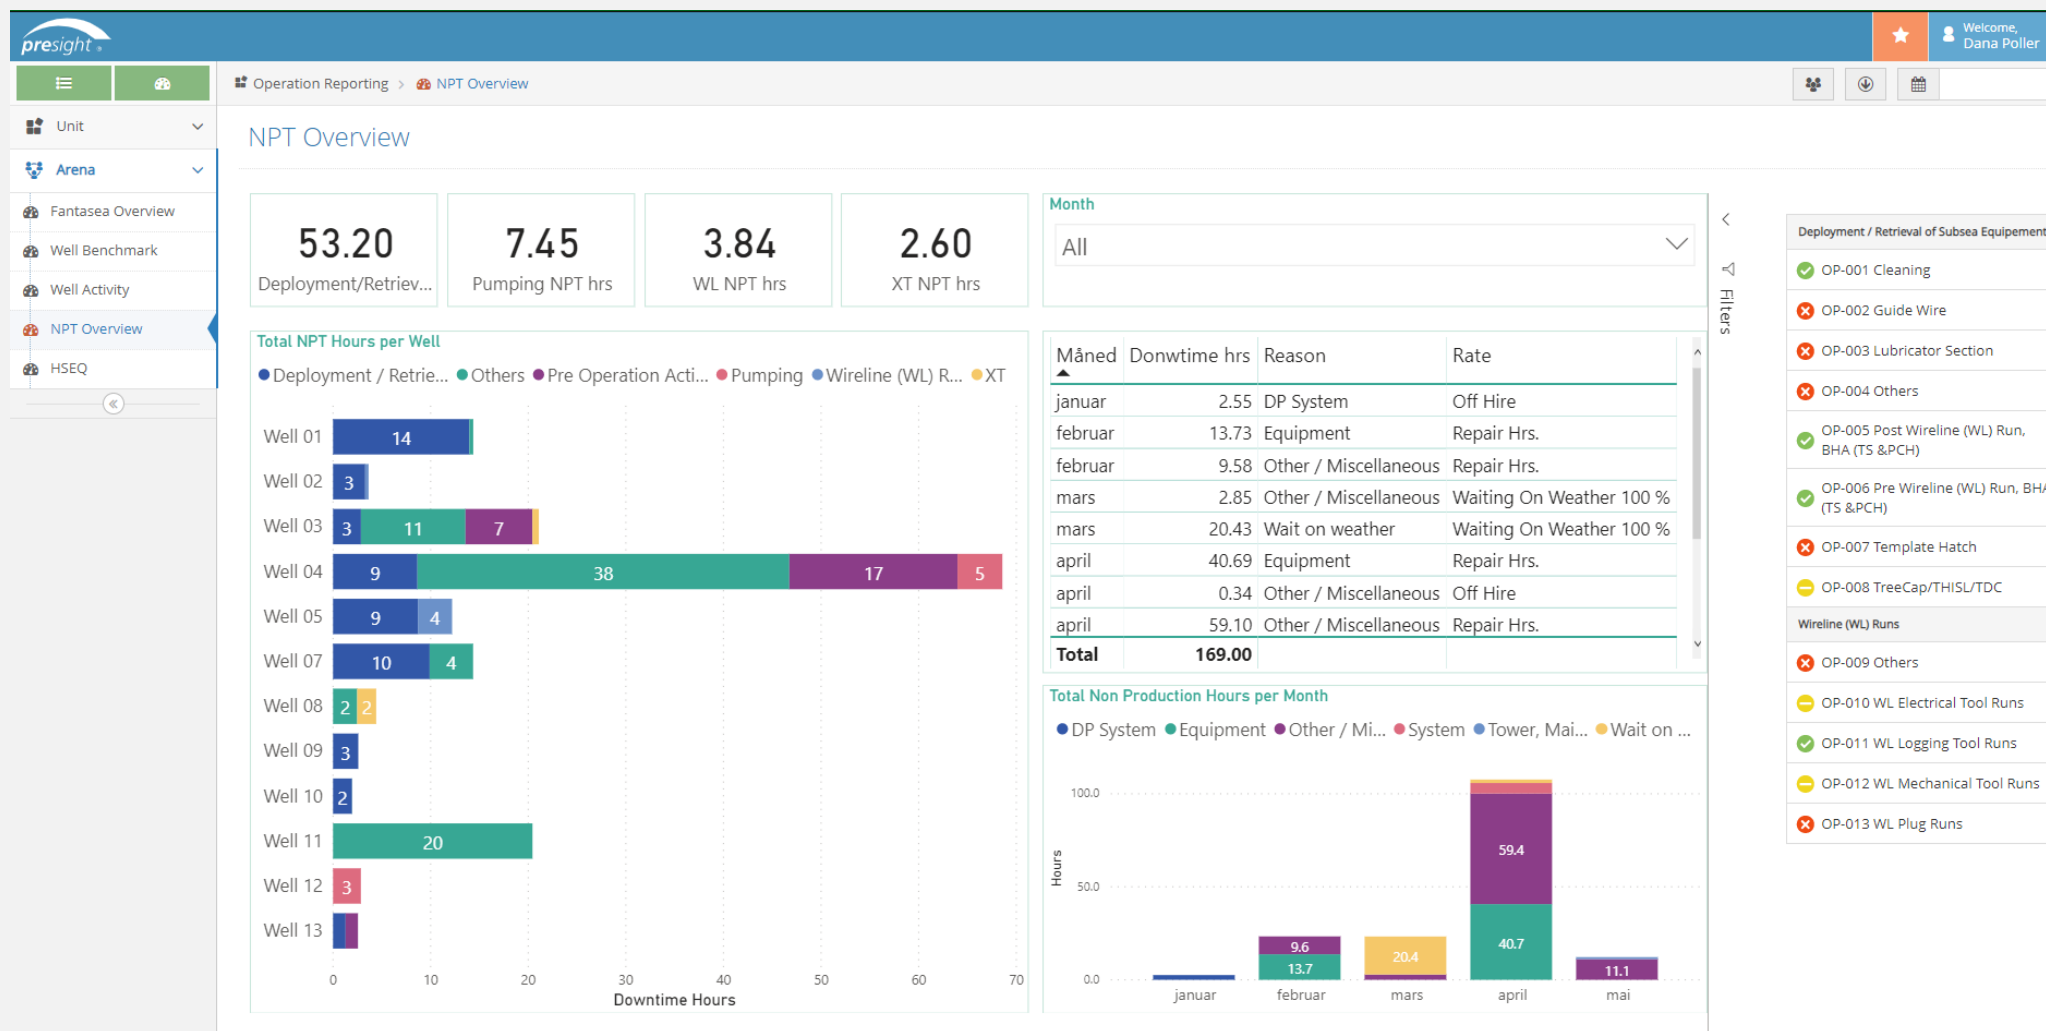 presight
Welcome,
Dana Poller
Operation Reporting > NPT Overview
Unit
Arena
Fantasea Overview
Well Benchmark
Well Activity
NPT Overview
HSEQ
NPT Overview
53.20
Deployment/Retriev...
7.45
Pumping NPT hrs
3.84
WL NPT hrs
2.60
XT NPT hrs
Month
All
Filters
Total NPT Hours per Well
Deployment / Retrie... Others Pre Operation Acti... Pumping Wireline (WL) R... XT
Well 01 14
Well 02 3
Well 03 3 11 7
Well 04 9 38 17 5
Well 05 9 4
Well 07 10 4
Well 08 2 2
Well 09 3
Well 10 2
Well 11 20
Well 12 3
Well 13
0 10 20 30 40 50 60 70
Downtime Hours
Måned Donwtime hrs Reason Rate
januar 2.55 DP System Off Hire
februar 13.73 Equipment Repair Hrs.
februar 9.58 Other / Miscellaneous Repair Hrs.
mars 2.85 Other / Miscellaneous Waiting On Weather 100 %
mars 20.43 Wait on weather Waiting On Weather 100 %
april 40.69 Equipment Repair Hrs.
april 0.34 Other / Miscellaneous Off Hire
april 59.10 Other / Miscellaneous Repair Hrs.
Total 169.00
Total Non Production Hours per Month
DP System Equipment Other / Mi... System Tower, Mai... Wait on ...
Hours
100.0
50.0
0.0
9.6
13.7
20.4
59.4
40.7
11.1
januar februar mars april mai
Deployment / Retrieval of Subsea Equipement
OP-001 Cleaning
OP-002 Guide Wire
OP-003 Lubricator Section
OP-004 Others
OP-005 Post Wireline (WL) Run,
BHA (TS &PCH)
OP-006 Pre Wireline (WL) Run, BHA
(TS &PCH)
OP-007 Template Hatch
OP-008 TreeCap/THISL/TDC
Wireline (WL) Runs
OP-009 Others
OP-010 WL Electrical Tool Runs
OP-011 WL Logging Tool Runs
OP-012 WL Mechanical Tool Runs
OP-013 WL Plug Runs